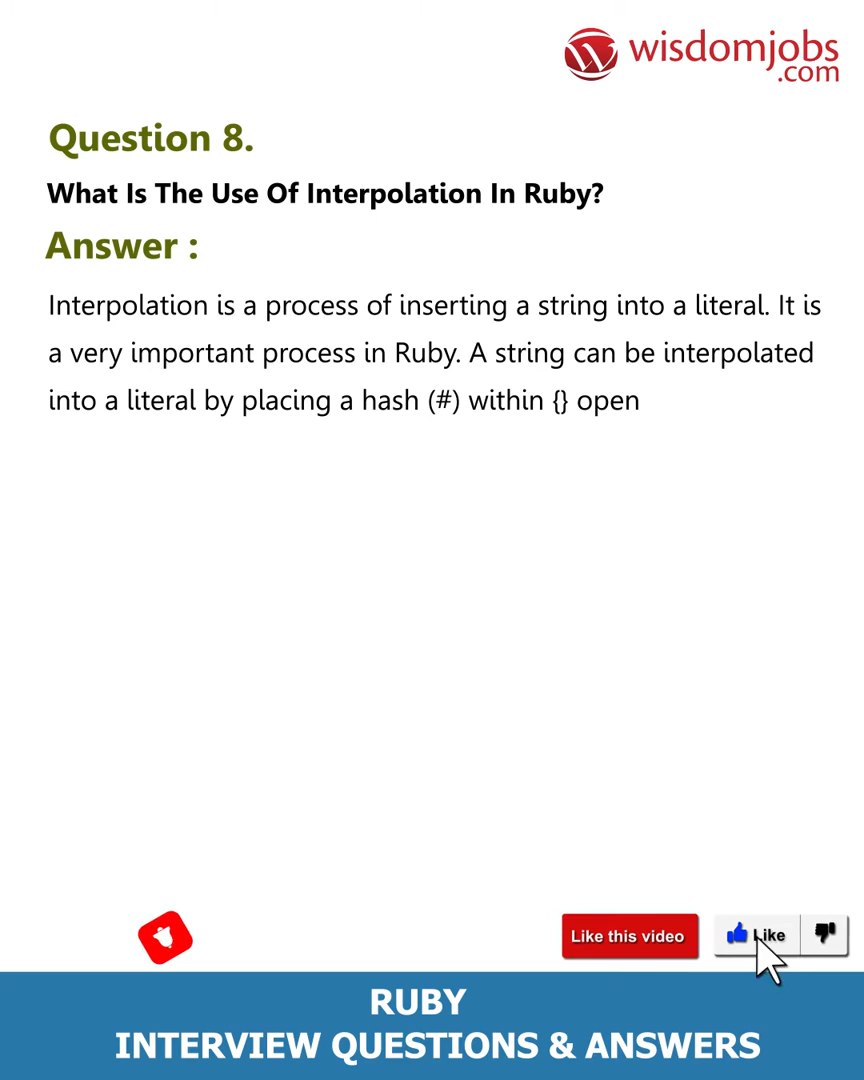 wisdomjobs
.com
Question 8.
What Is The Use Of Interpolation In Ruby?
Answer :
Interpolation is a process of inserting a string into a literal. It is
a very important process in Ruby. A string can be interpolated
into a literal by placing a hash (#) within {} open
Like this video
Like
RUBY
INTERVIEW QUESTIONS & ANSWERS